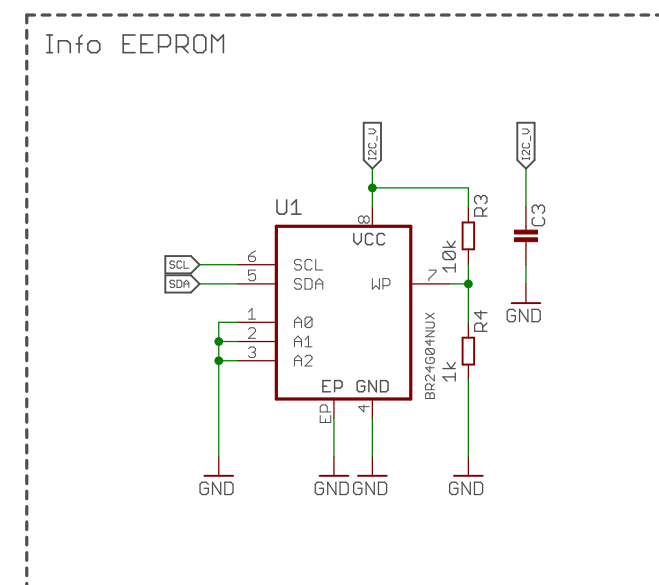 Info EEPROM
I2C_V
I2C_V
U1
8
VCC
R3
10k
C3
GND
SCL
6
SCL
SDA
5
SDA
WP
7
1
A0
2
A1
3
A2
BR24G04NUX
R4
1k
EP GND
EP
4
GND
GND
GND
GND